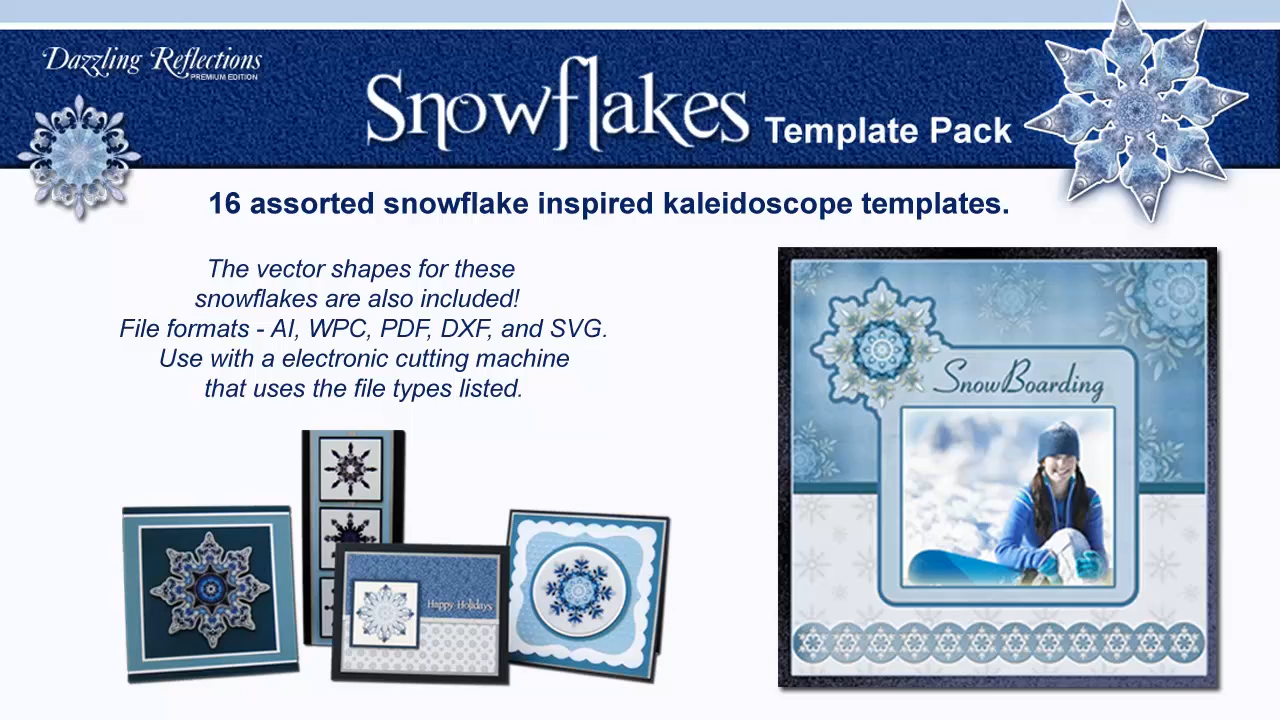 Dazzling Reflections
PREMIUM EDITION
Snowflakes Template Pack
16 assorted snowflake inspired kaleidoscope templates.
The vector shapes for these
snowflakes are also included!
File formats - AI, WPC, PDF, DXF, and SVG.
Use with a electronic cutting machine
that uses the file types listed.
SnowBoarding
Happy Holidays